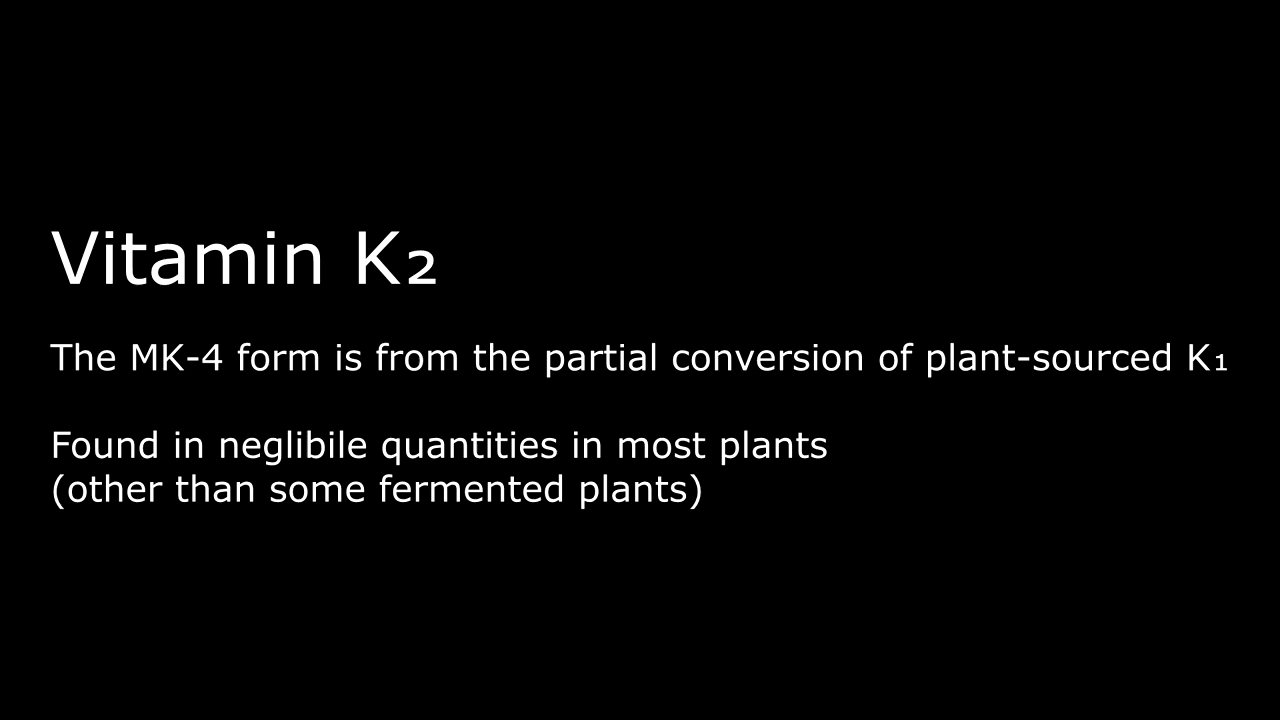 Vitamin K₂
The MK-4 form is from the partial conversion of plant-sourced K₁
Found in neglibile quantities in most plants
(other than some fermented plants)